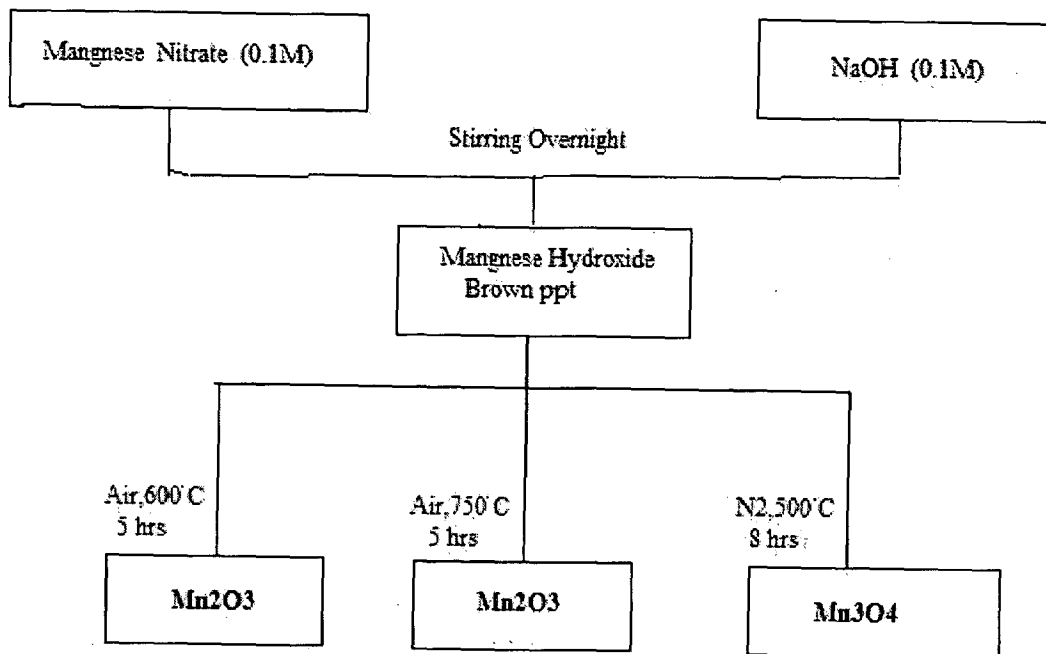 Mangnese Nitrate (0.1M)
NaOH (0.1M)
Stirring Overnight
Mangnese Hydroxide
Brown ppt
Air,600°C
5 hrs
Air,750°C
5 hrs
N2,500°C
8 hrs
Mn2O3
Mn2O3
Mn3O4